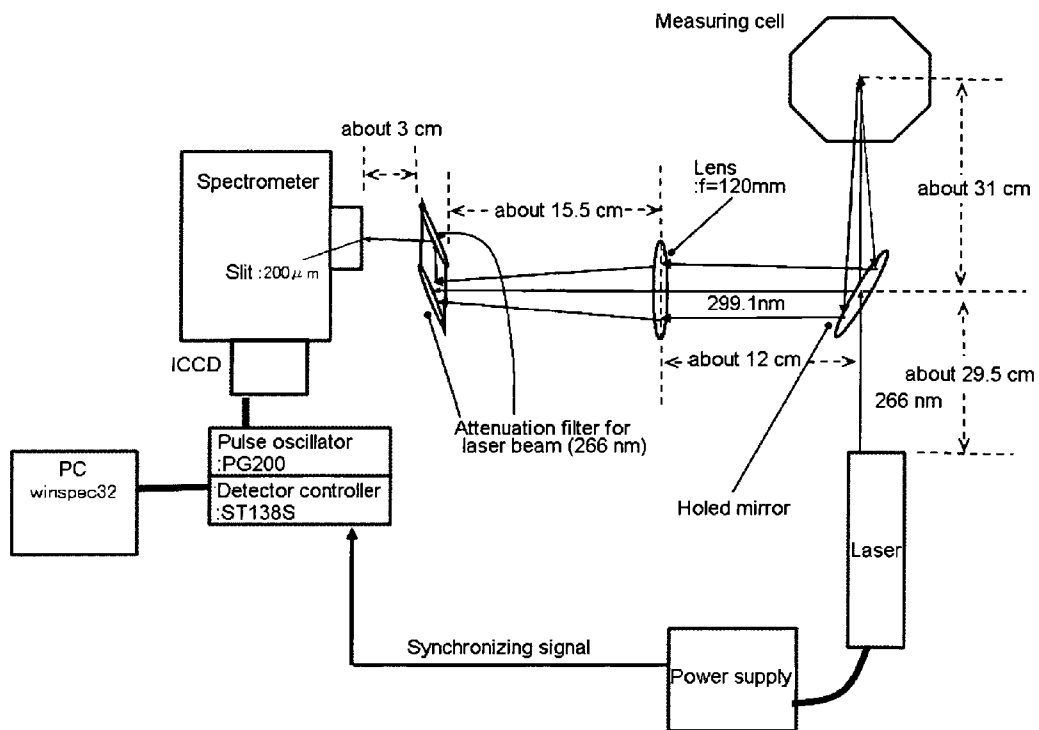 Measuring cell
about 3 cm
Spectrometer
Lens
:f=120mm
about 31 cm
about 15.5 cm
Slit :200μm
299.1nm
ICCD
about 12 cm
about 29.5 cm
266 nm
Attenuation filter for
laser beam (266 nm)
Pulse oscillator
:PG200
PC
winspec32
Detector controller
:ST138S
Holed mirror
Laser
Synchronizing signal
Power supply